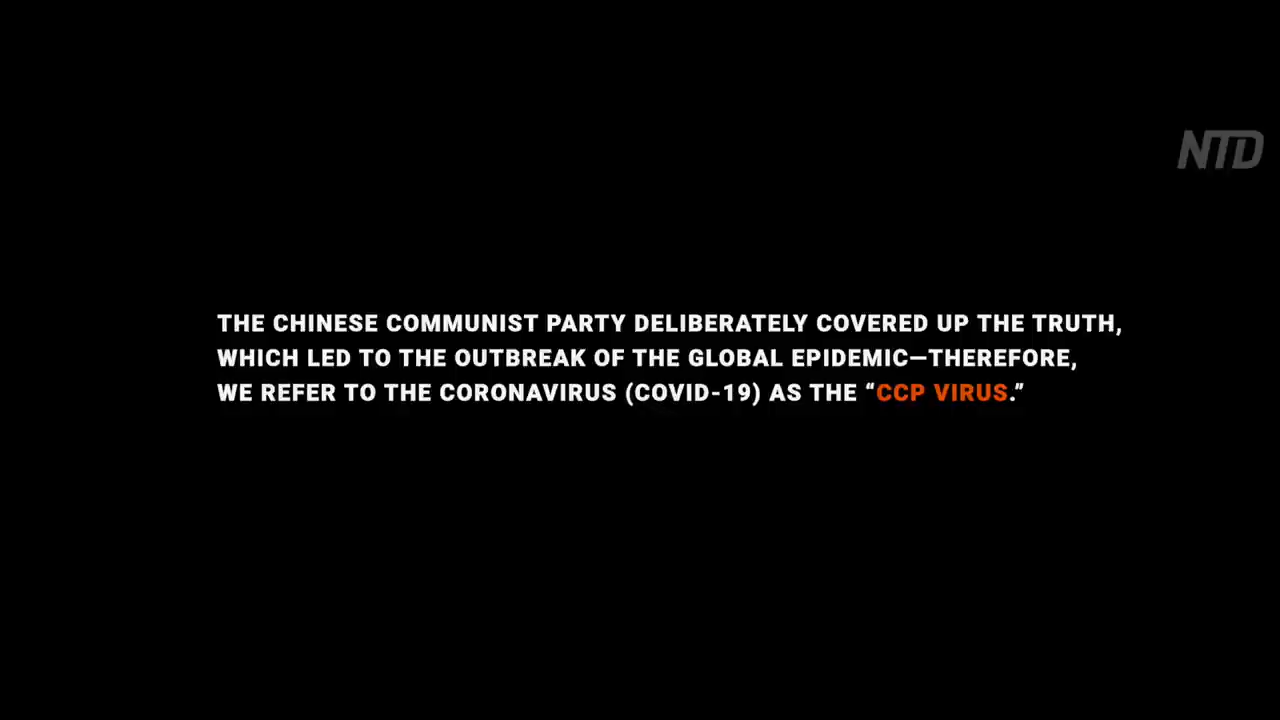 NTD
THE CHINESE COMMUNIST PARTY DELIBERATELY COVERED UP THE TRUTH,
WHICH LED TO THE OUTBREAK OF THE GLOBAL EPIDEMIC—THEREFORE,
WE REFER TO THE CORONAVIRUS (COVID-19) AS THE “CCP VIRUS.”